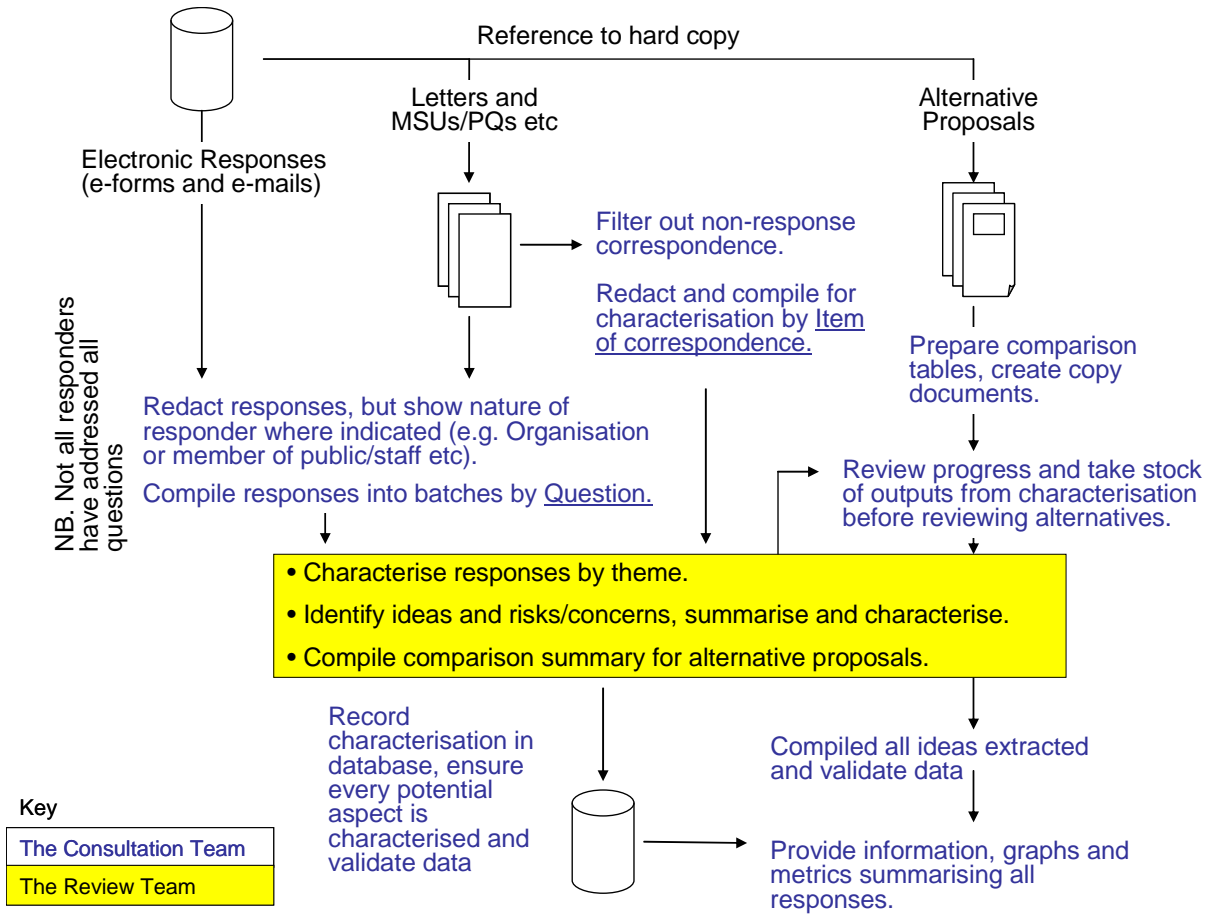 Reference to hard copy
Letters and
MSUs/PQs etc
Alternative
Proposals
Electronic Responses
(e-forms and e-mails)
Filter out non-response
correspondence.
Redact and compile for
characterisation by Item
of correspondence.
Prepare comparison
tables, create copy
documents.
NB. Not all responders
have addressed all
questions
Redact responses, but show nature of
responder where indicated (e.g. Organisation
or member of public/staff etc).
Compile responses into batches by Question.
Review progress and take stock
of outputs from characterisation
before reviewing alternatives.
• Characterise responses by theme.
• Identify ideas and risks/concerns, summarise and characterise.
• Compile comparison summary for alternative proposals.
Record
characterisation in
database, ensure
every potential
aspect is
characterised and
validate data
Compiled all ideas extracted
and validate data
Provide information, graphs and
metrics summarising all
responses.
Key
The Consultation Team
The Review Team